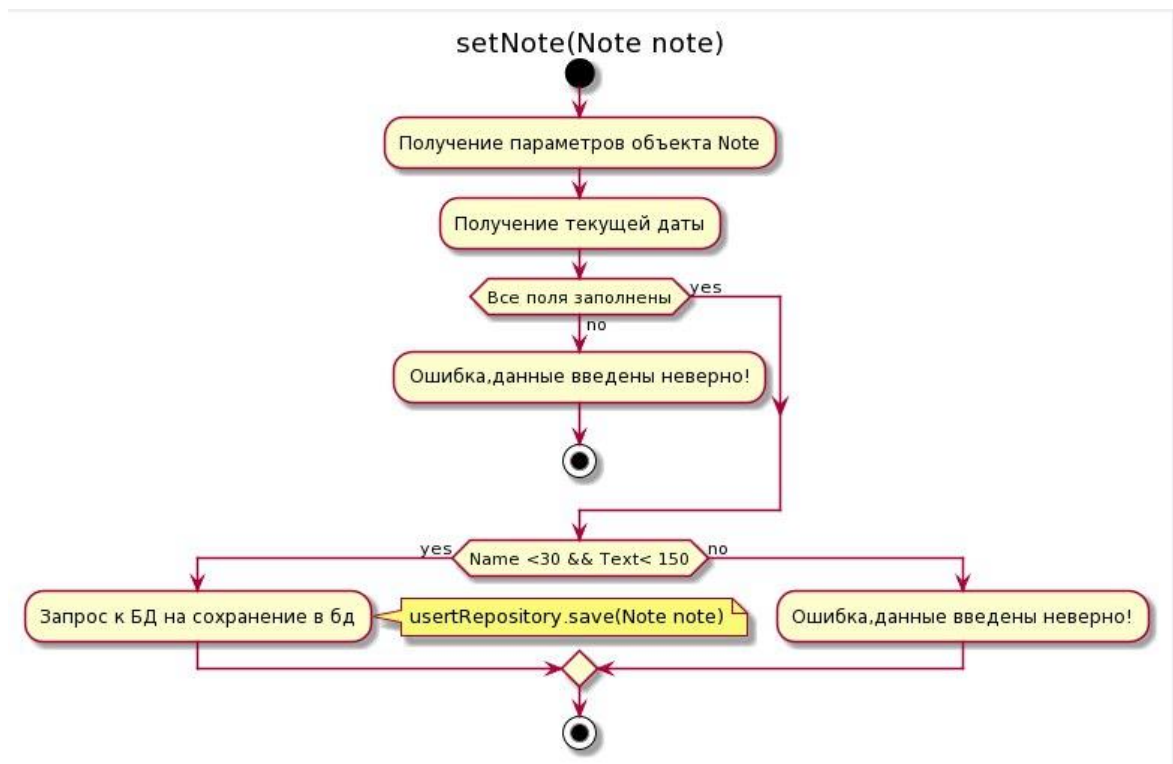 setNote(Note note)
Получение параметров объекта Note
Получение текущей даты
Все поля заполнены
yes
no
Ошибка,данные введены неверно!
yes
Name <30 && Text< 150
no
Запрос к БД на сохранение в бд
usertRepository.save(Note note)
Ошибка,данные введены неверно!